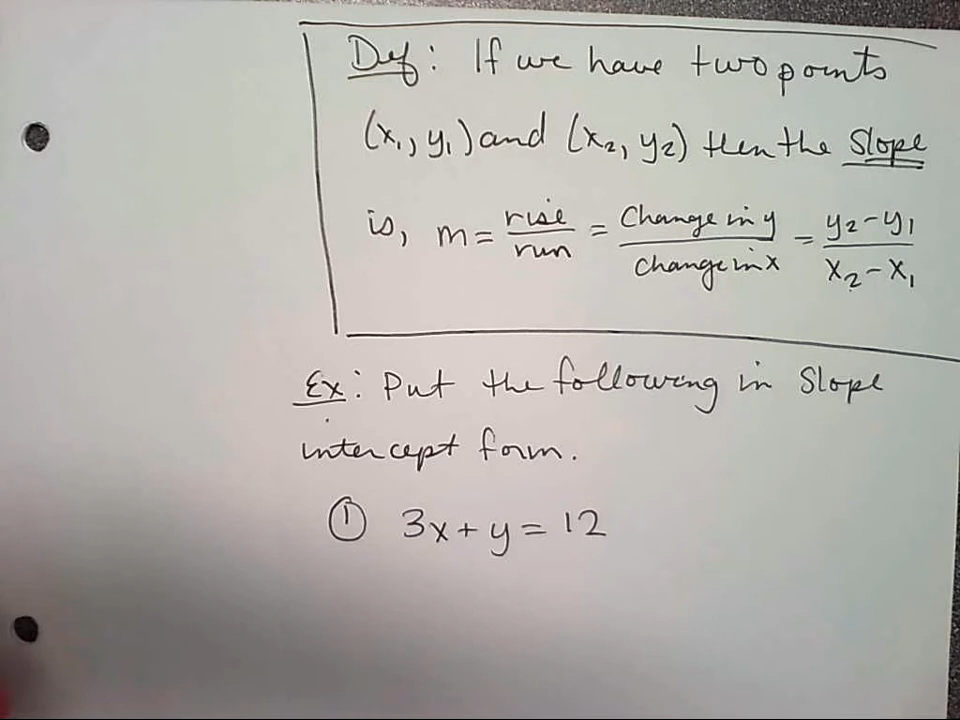 Def: If we have two points
(x₁, y₁) and (x₂, y₂) then the Slope
is, m = rise/run = Change in y/change in x = y₂-y₁/x₂-x₁
Ex: Put the following in Slope
intercept form.
① 3x + y = 12